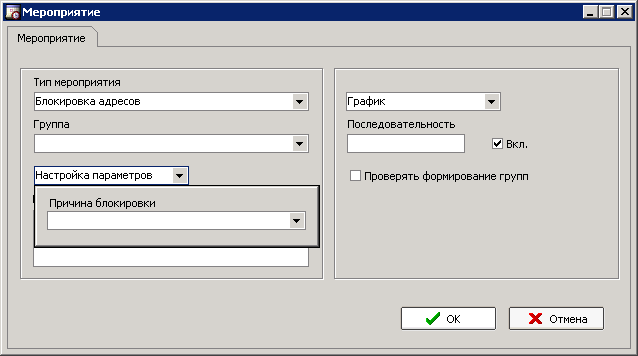 Мероприятие
Мероприятие
Тип мероприятия
Блокировка адресов
Группа
Настройка параметров
Причина блокировки
График
Последовательность
Вкл.
Проверять формирование групп
OK
Отмена